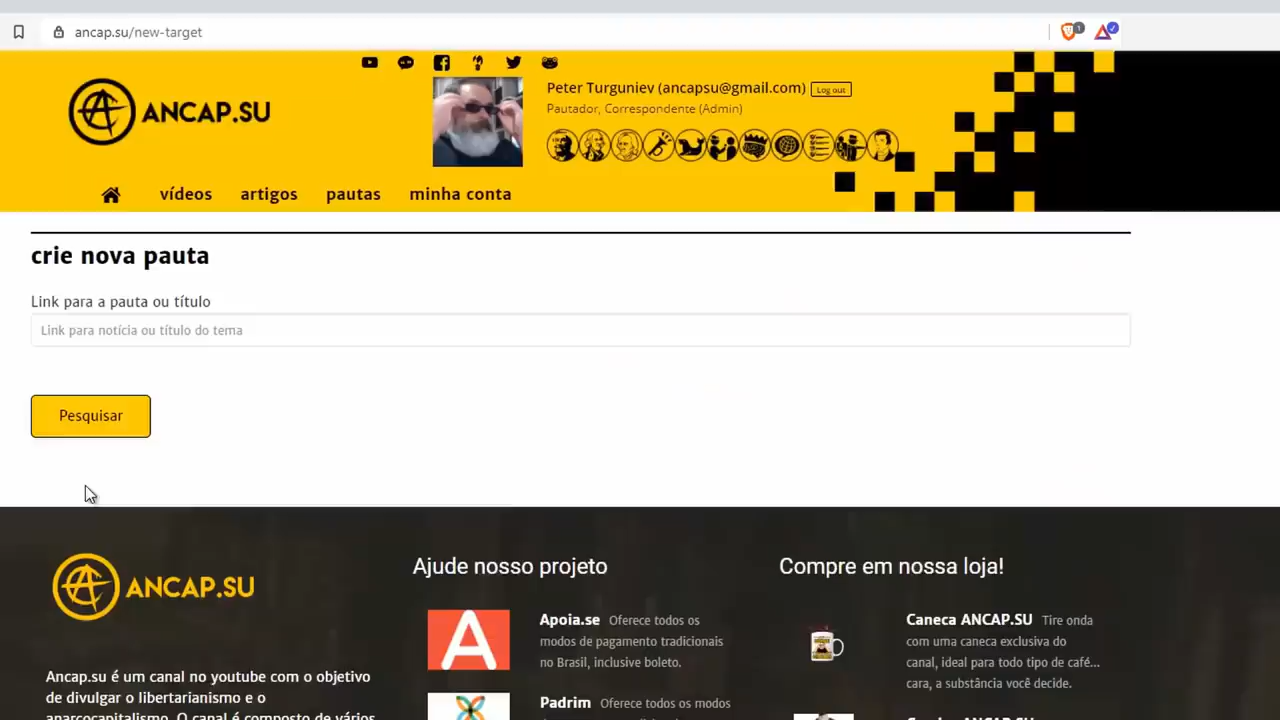 ancap.su/new-target
ANCAP.SU
Peter Turguniev (ancapsu@gmail.com) Log out
Pautador, Correspondente (Admin)
vídeos artigos pautas minha conta
crie nova pauta
Link para a pauta ou título
Link para notícia ou título do tema
Pesquisar
ANCAP.SU
Ancap.su é um canal no youtube com o objetivo
de divulgar o libertarianismo e o
anarcocapitalismo. O canal é composto de vários
Ajude nosso projeto
Apoia.se Oferece todos os
modos de pagamento tradicionais
no Brasil, inclusive boleto.
Padrim Oferece todos os modos
Compre em nossa loja!
Caneca ANCAP.SU Tire onda
com uma caneca exclusiva do
canal, ideal para todo tipo de café...
cara, a substância você decide.